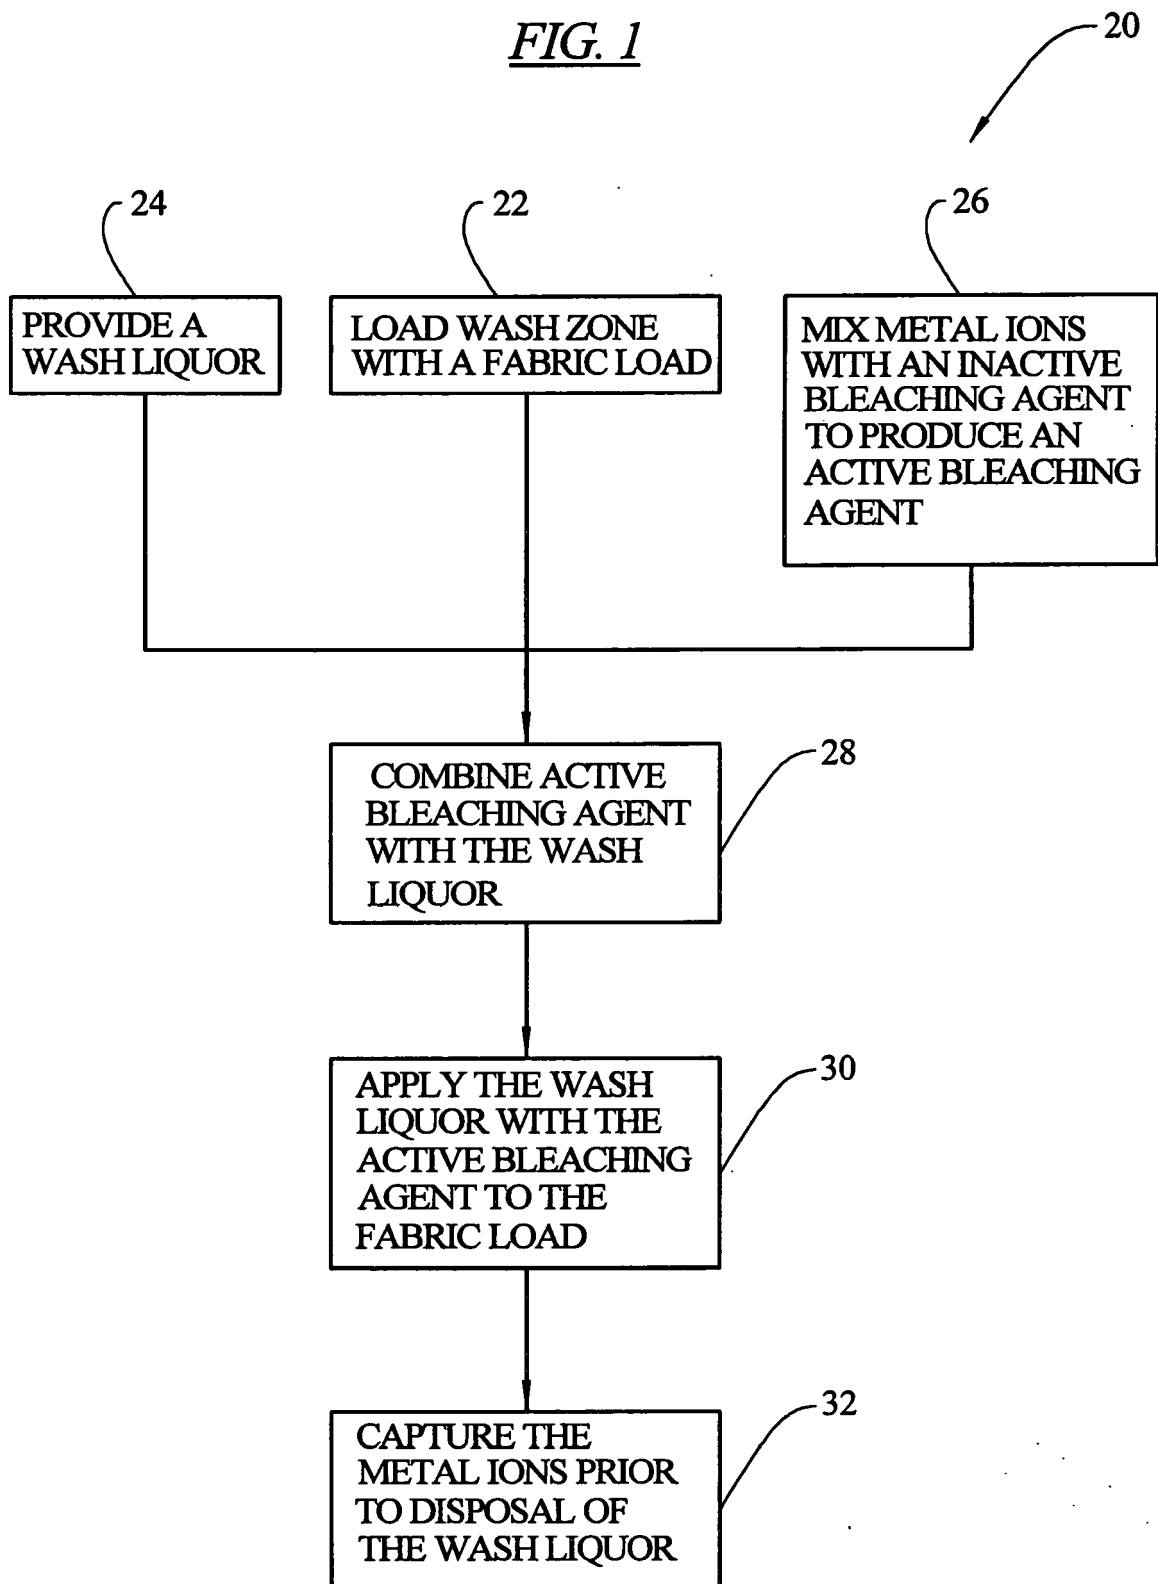 FIG. 1
20
24
22
26
PROVIDE A
WASH LIQUOR
LOAD WASH ZONE
WITH A FABRIC LOAD
MIX METAL IONS
WITH AN INACTIVE
BLEACHING AGENT
TO PRODUCE AN
ACTIVE BLEACHING
AGENT
28
COMBINE ACTIVE
BLEACHING AGENT
WITH THE WASH
LIQUOR
30
APPLY THE WASH
LIQUOR WITH THE
ACTIVE BLEACHING
AGENT TO THE
FABRIC LOAD
32
CAPTURE THE
METAL IONS PRIOR
TO DISPOSAL OF
THE WASH LIQUOR